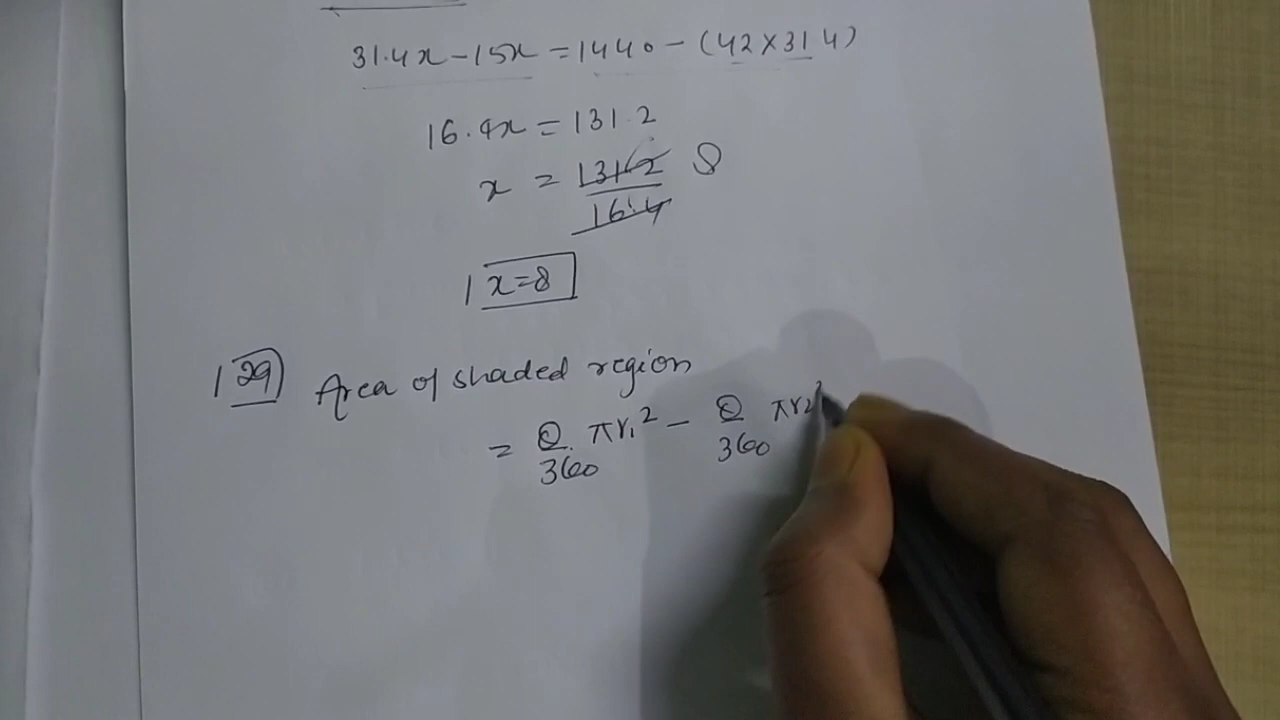 31.4x - 15x = 1440 - (42 × 31 4)
16.4x = 131.2
x = 131.2 / 16.4 8
x = 8
29) Area of shaded region
= Q/360 πr₁² - Q/360 πr₂²